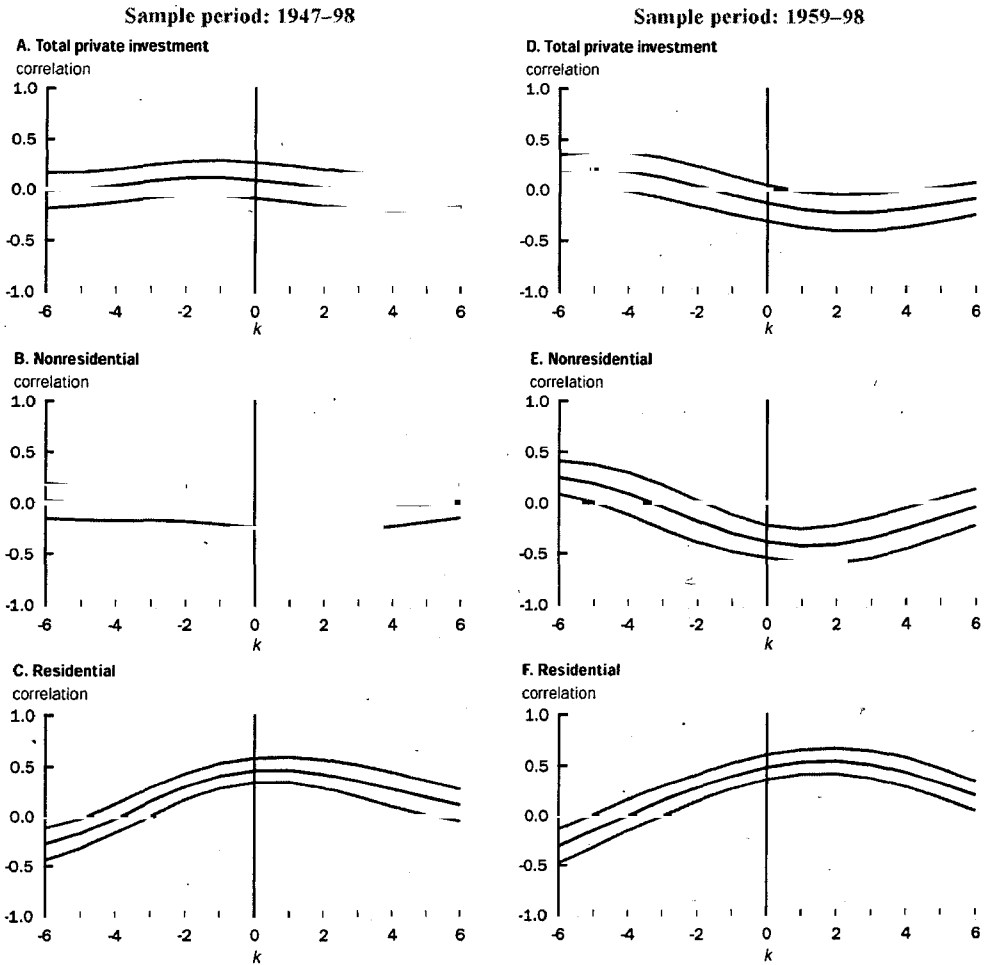 Sample period: 1947–98
A. Total private investment
correlation
1.0
0.5
0.0
-0.5
-1.0
-6 -4 -2 0 2 4 6
k
B. Nonresidential
correlation
1.0
0.5
0.0
-0.5
-1.0
-6 -4 -2 0 2 4 6
k
C. Residential
correlation
1.0
0.5
0.0
-0.5
-1.0
-6 -4 -2 0 2 4 6
k
Sample period: 1959–98
D. Total private investment
correlation
1.0
0.5
0.0
-0.5
-1.0
-6 -4 -2 0 2 4 6
k
E. Nonresidential
correlation
1.0
0.5
0.0
-0.5
-1.0
-6 -4 -2 0 2 4 6
k
F. Residential
correlation
1.0
0.5
0.0
-0.5
-1.0
-6 -4 -2 0 2 4 6
k